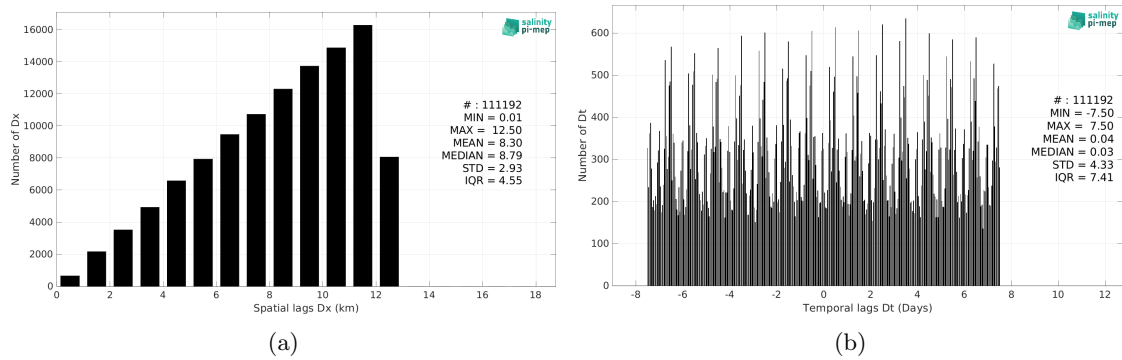 salinity
pi-mep
16000
14000
12000
10000
8000
6000
4000
2000
0
Number of Dx
# : 111192
MIN = 0.01
MAX = 12.50
MEAN = 8.30
MEDIAN = 8.79
STD = 2.93
IQR = 4.55
0 2 4 6 8 10 12 14 16 18
Spatial lags Dx (km)
(a)
salinity
pi-mep
600
500
400
300
200
100
0
Number of Dt
# : 111192
MIN = -7.50
MAX = 7.50
MEAN = 0.04
MEDIAN = 0.03
STD = 4.33
IQR = 7.41
-8 -6 -4 -2 0 2 4 6 8 10 12
Temporal lags Dt (Days)
(b)